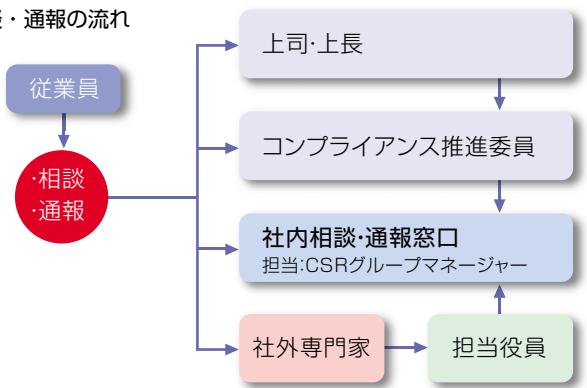 ・通報の流れ
従業員
・相談
・通報
上司・上長
コンプライアンス推進委員
社内相談・通報窓口
担当:CSRグループマネージャー
社外専門家
担当役員